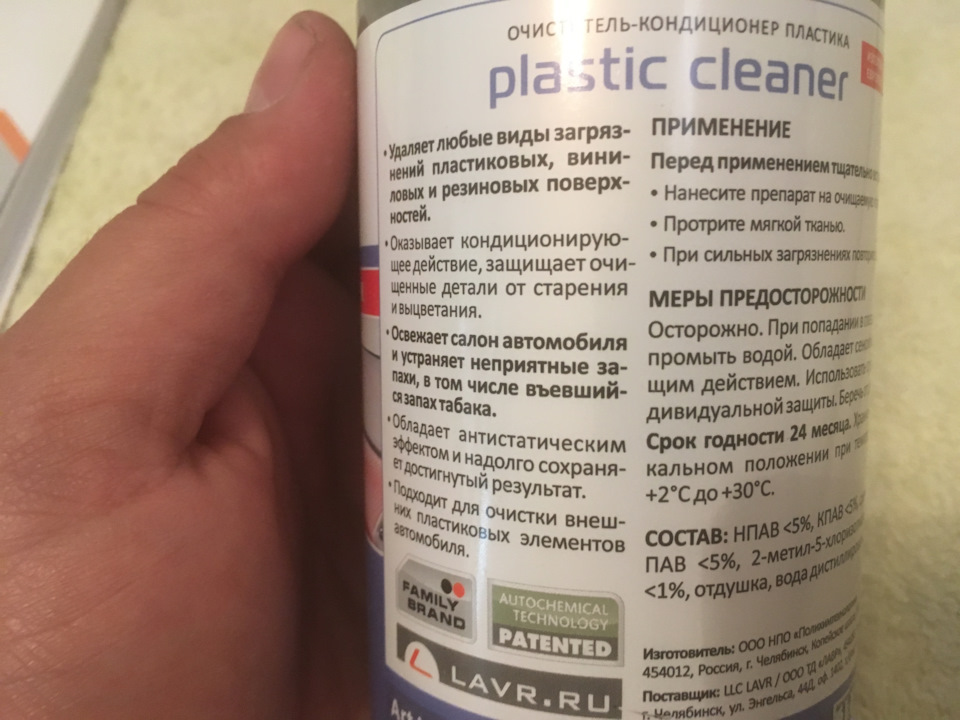 ОЧИСТИТЕЛЬ-КОНДИЦИОНЕР ПЛАСТИКА
plastic cleaner
• Удаляет любые виды загряз-
нений пластиковых, вини-
ловых и резиновых поверх-
ностей.
• Оказывает кондиционирую-
щее действие, защищает очи-
щенные детали от старения
и выцветания.
• Освежает салон автомобиля
и устраняет неприятные за-
пахи, в том числе въевший-
ся запах табака.
• Обладает антистатическим
эффектом и надолго сохраня-
ет достигнутый результат.
• Подходит для очистки внеш-
них пластиковых элементов
автомобиля.
FAMILY
BRAND
AUTOCHEMICAL
TECHNOLOGY
PATENTED
LAVR.RU
ПРИМЕНЕНИЕ
Перед применением тщательно
• Нанесите препарат на очищаемую
• Протрите мягкой тканью.
• При сильных загрязнениях
МЕРЫ ПРЕДОСТОРОЖНОСТИ
Осторожно. При попадании в
промыть водой. Обладает
щим действием. Использовать
дивидуальной защиты. Беречь
Срок годности 24 месяца.
кальном положении при
+2°С до +30°С.
СОСТАВ: НПАВ <5%, КПАВ <5%,
ПАВ <5%, 2-метил-5-
<1%, отдушка, вода
Изготовитель: ООО НПО
454012, Россия, г. Челябинск, Копейское
Поставщик: LLC LAVR / ООО ТД «ЛАВР»,
г. Челябинск, ул. Энгельса, 44Д, оф.